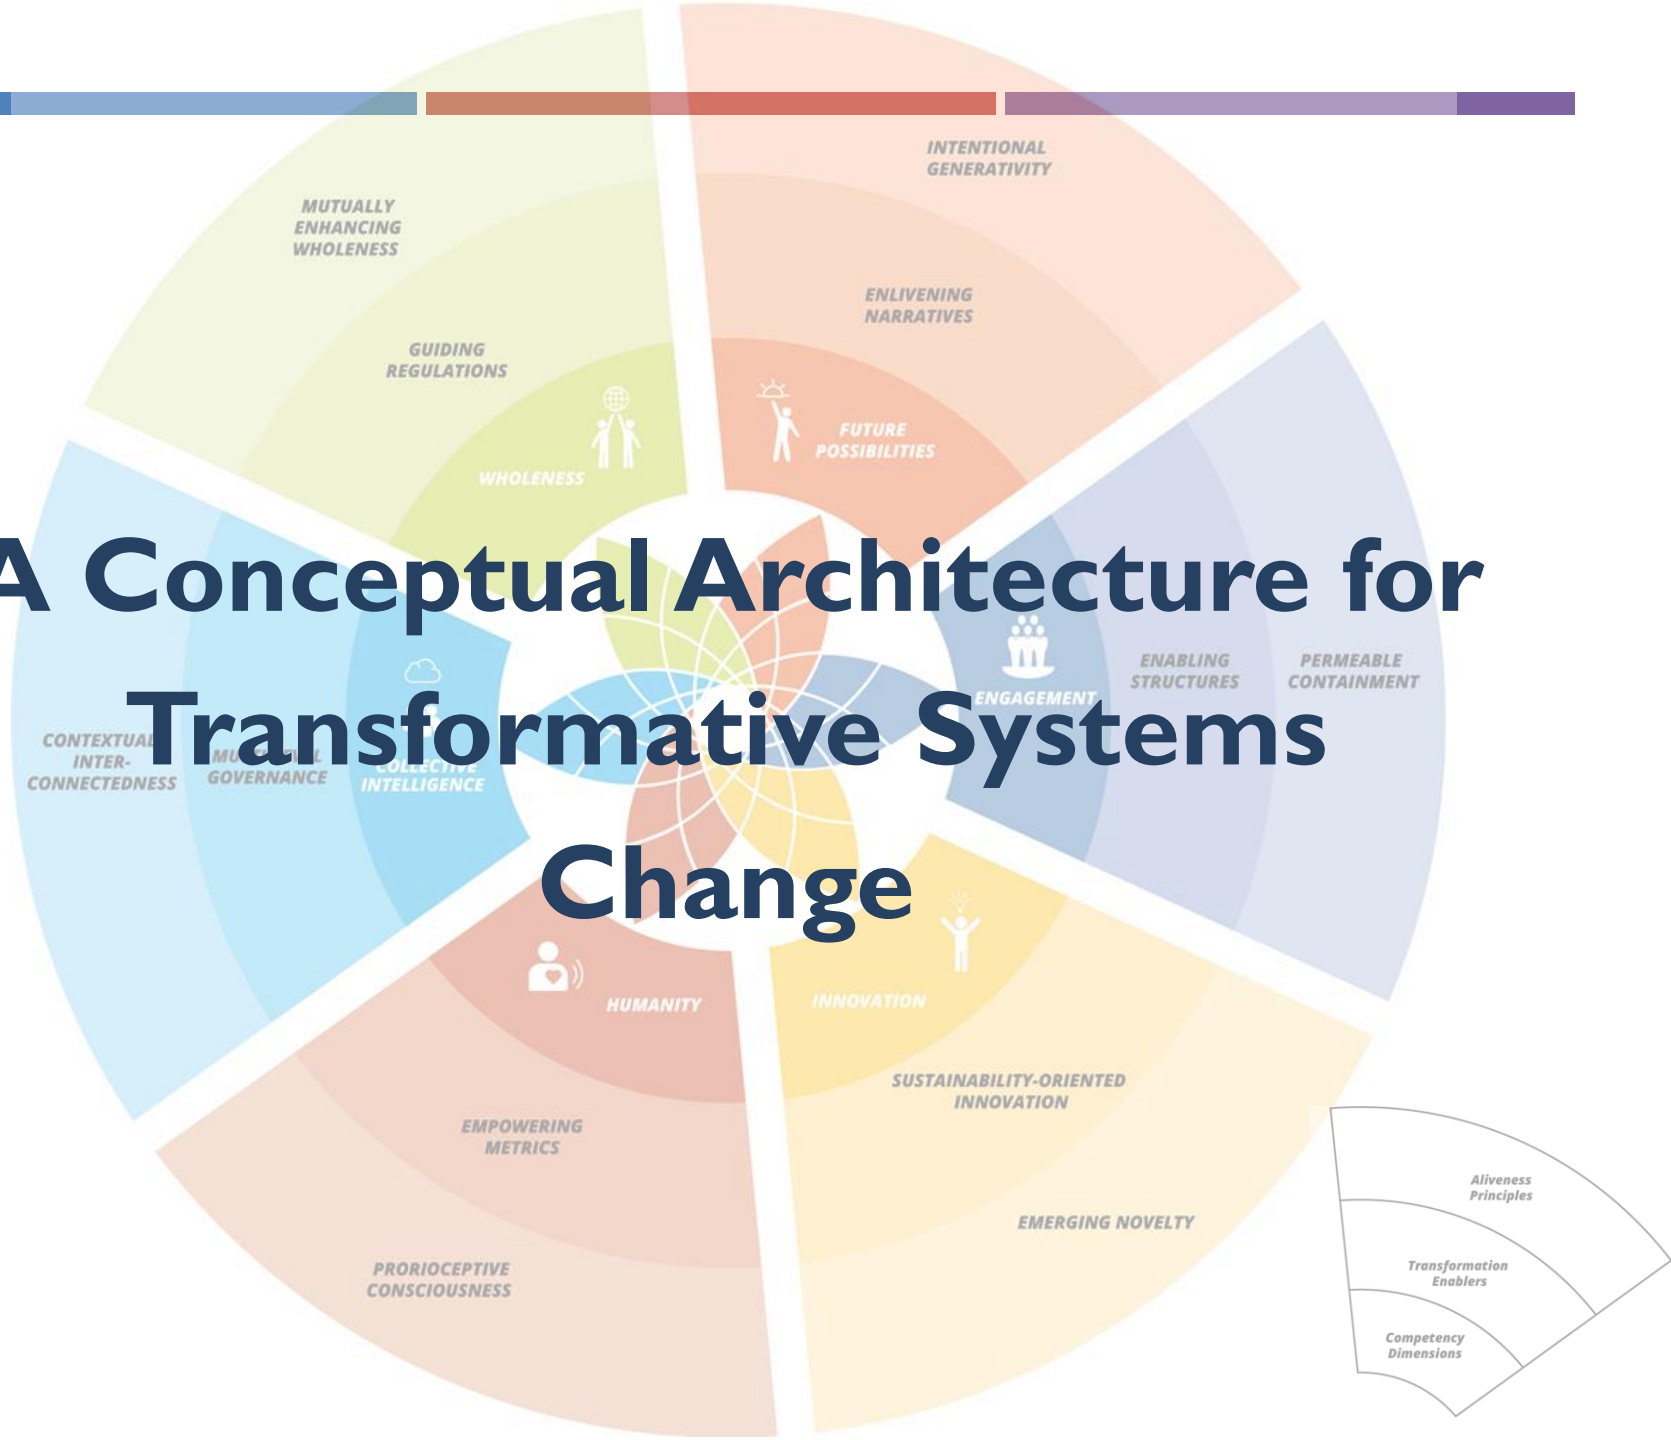 INTENTIONAL
GENERATIVITY
MUTUALLY
ENHANCING
WHOLENESS
ENLIVENING
NARRATIVES
GUIDING
REGULATIONS
FUTURE
POSSIBILITIES
WHOLENESS
A Conceptual Architecture for
Transformative Systems
Change
ENGAGEMENT
ENABLING
STRUCTURES
PERMEABLE
CONTAINMENT
CONTEXTUAL
INTER-
CONNECTEDNESS
GOVERNANCE
COLLECTIVE
INTELLIGENCE
HUMANITY
INNOVATION
SUSTAINABILITY-ORIENTED
INNOVATION
EMPOWERING
METRICS
EMERGING NOVELTY
PRORIOCEPTIVE
CONSCIOUSNESS
Aliveness
Principles
Transformation
Enablers
Competency
Dimensions